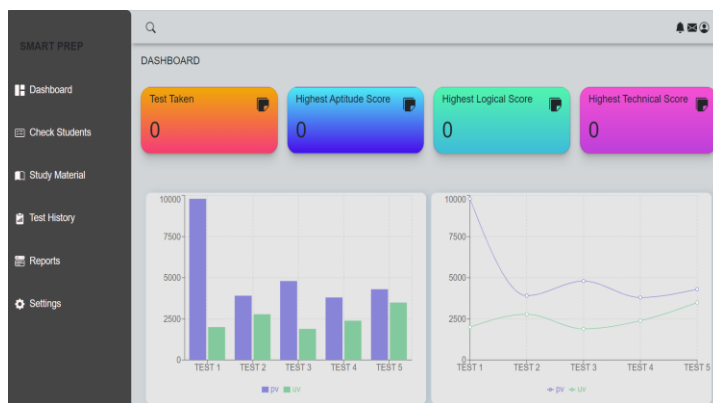 SMART PREP
Dashboard
Check Students
Study Material
Test History
Reports
Settings
DASHBOARD
Test Taken
0
Highest Aptitude Score
0
Highest Logical Score
0
Highest Technical Score
0
10000
7500
5000
2500
0
TEST 1 TEST 2 TEST 3 TEST 4 TEST 5
pv uv
10000
7500
5000
2500
0
TEST 1 TEST 2 TEST 3 TEST 4 TEST 5
pv uv